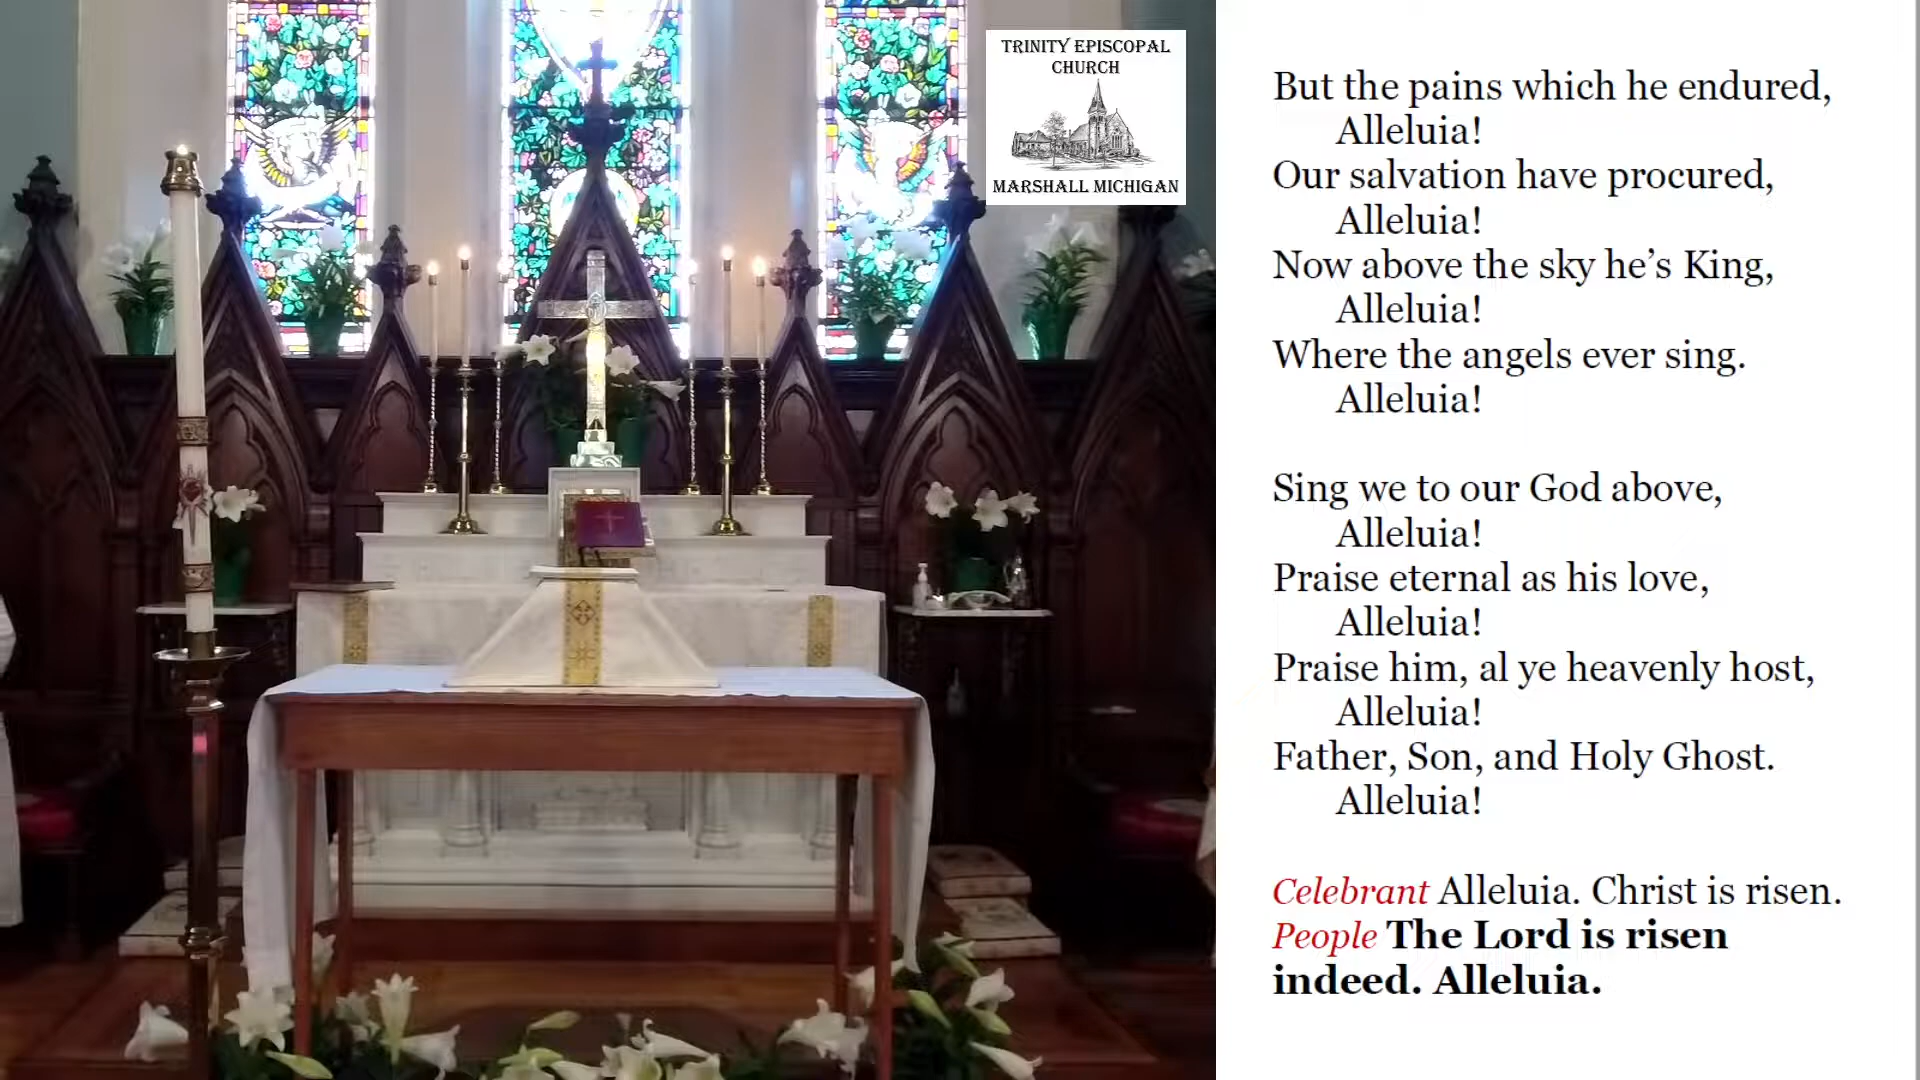 TRINITY EPISCOPAL
CHURCH
MARSHALL MICHIGAN
But the pains which he endured,
Alleluia!
Our salvation have procured,
Alleluia!
Now above the sky he’s King,
Alleluia!
Where the angels ever sing.
Alleluia!
Sing we to our God above,
Alleluia!
Praise eternal as his love,
Alleluia!
Praise him, al ye heavenly host,
Alleluia!
Father, Son, and Holy Ghost.
Alleluia!
Celebrant Alleluia. Christ is risen.
People The Lord is risen
indeed. Alleluia.